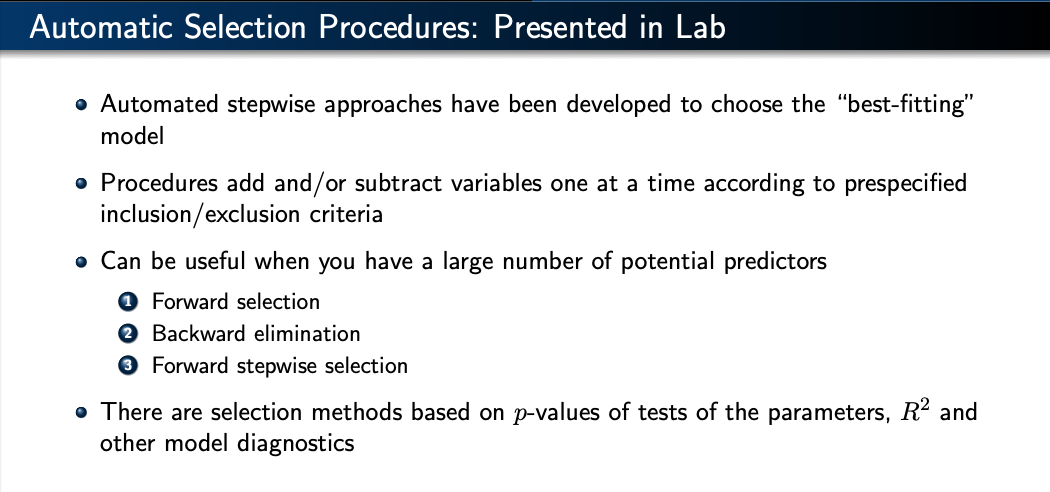 Automatic Selection Procedures: Presented in Lab
Automated stepwise approaches have been developed to choose the “best-fitting”
model
Procedures add and/or subtract variables one at a time according to prespecified
inclusion/exclusion criteria
Can be useful when you have a large number of potential predictors
1 Forward selection
2 Backward elimination
3 Forward stepwise selection
There are selection methods based on p-values of tests of the parameters, R² and
other model diagnostics